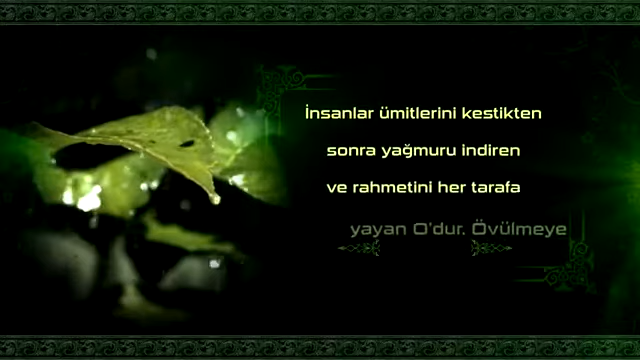 İnsanlar ümitlerini kestikten
sonra yağmuru indiren
ve rahmetini her tarafa
yayan O'dur. Övülmeye